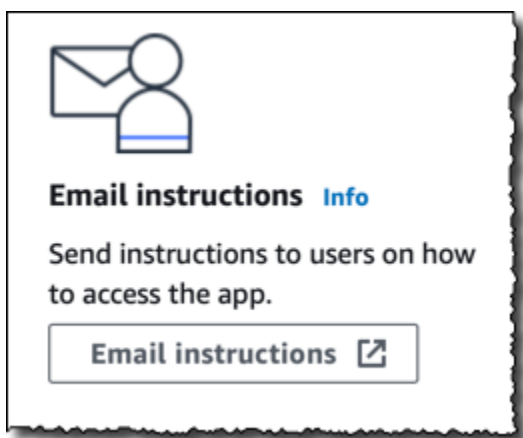 Email instructions Info
Send instructions to users on how
to access the app.
Email instructions